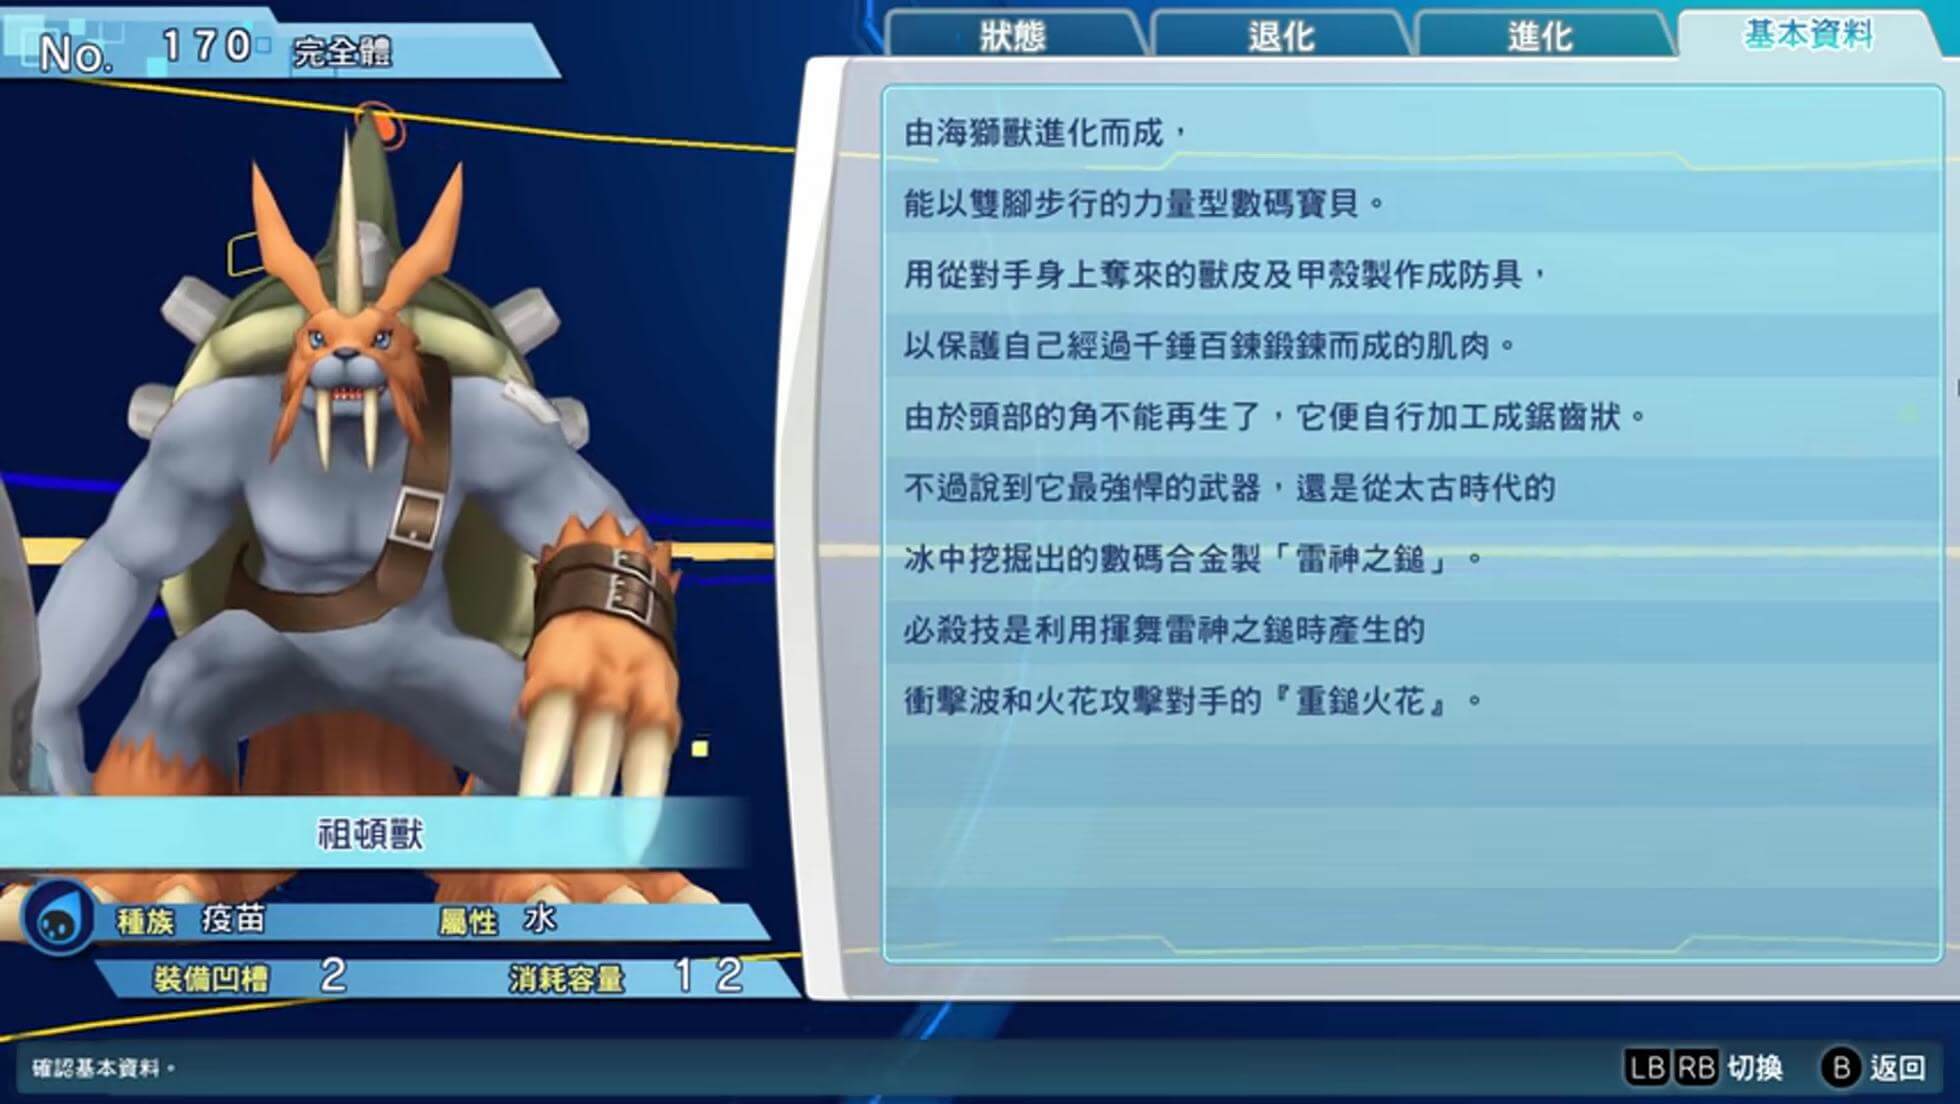 No. 170 完全體
狀態 退化 進化 基本資料
由海獅獸進化而成，
能以雙腳步行的力量型數碼寶貝。
用從對手身上奪來的獸皮及甲殼製作成防具，
以保護自己經過千錘百鍊鍛鍊而成的肌肉。
由於頭部的角不能再生了，它便自行加工成鋸齒狀。
不過說到它最強悍的武器，還是從太古時代的
冰中挖掘出的數碼合金製「雷神之鎚」。
必殺技是利用揮舞雷神之鎚時產生的
衝擊波和火花攻擊對手的『重鎚火花』。
祖頓獸
種族 疫苗 屬性 水
裝備凹槽 2 消耗容量 12
確認基本資料。
LB RB 切換 B 返回